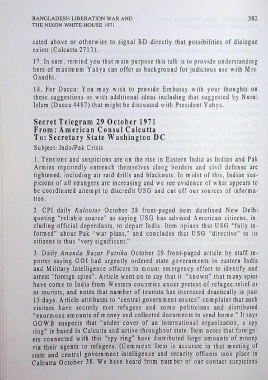 BANGLADESH LIBERATION WAR AND
THE NIXON WHITE HOUSE 1971
382
cated above or otherwise to signal BD directly that possibilities of dialogue
exist (Calcutta 2713).
17. In sum, remind you that main purpose this talk is to provide understanding
here of maximum Yahya can offer as background for judicious use with Mrs.
Gandhi."
18. For Dacca: You may wish to provide Embassy with your thoughts on
these suggestions or with additional ideas including that suggested by Nurul
Islam (Dacca 4487) that might be discussed with President Yahya.
Secret Telegram 29 October 1971
From: American Consul Calcutta
To: Secretary State Washington DC
Subject: Indo/Pak Crisis
1. Tensions and suspicions are on the rise in Eastern India as Indian and Pak
Armies reportedly entrench themselves along borders and civil defense are
tightened, including air raid drills and blackouts. In midst of this, Indian sus-
picions of all strangers are increasing and we see evidence of what appears to
be coordinated attempt to discredit USG and cut off our sources of informa-
tion.
2. CPI daily Kalantar October 28 front-paged item datelined New Delhi
quoting "reliable source" as saying USG has advised American citizens, in-
cluding official dependents, to depart India. Item opines that USG "fully in-
formed" about Pak "war plans," and concludes that USG "directive" to its
citizens is thus "very significant."
3. Daily Ananda Bazar Patrika October 29 front-paged article by staff re-
porter saying GOI had urgently ordered state governments in eastern India
and Military Intelligence officers to mount emergency effort to identify and
arrest "foreign spies". Article went on to say that it "known" that many spies
have come to India from Western countries under pretext of refugee relief or
as tourists, and notes that number of tourists has increased drastically in past
15 days. Article attributes to "central government source" complaint that such
visitors have secretly met refugees and some politicians and distributed
"enormous amounts of money and collected documents to send home." It says
GOWB suspects that "under cover of an international organization, a spy
ring" is based in Calcutta and active throughout state. Item notes that foreign-
ers connected with this "spy ring" have distributed large amounts of money
via their agents to refugees. (Comment: Item is accurate in that meeting of
state and central government intelligence and security officers took place in
Calcutta October 28. We have heard from number of our contact suspicions